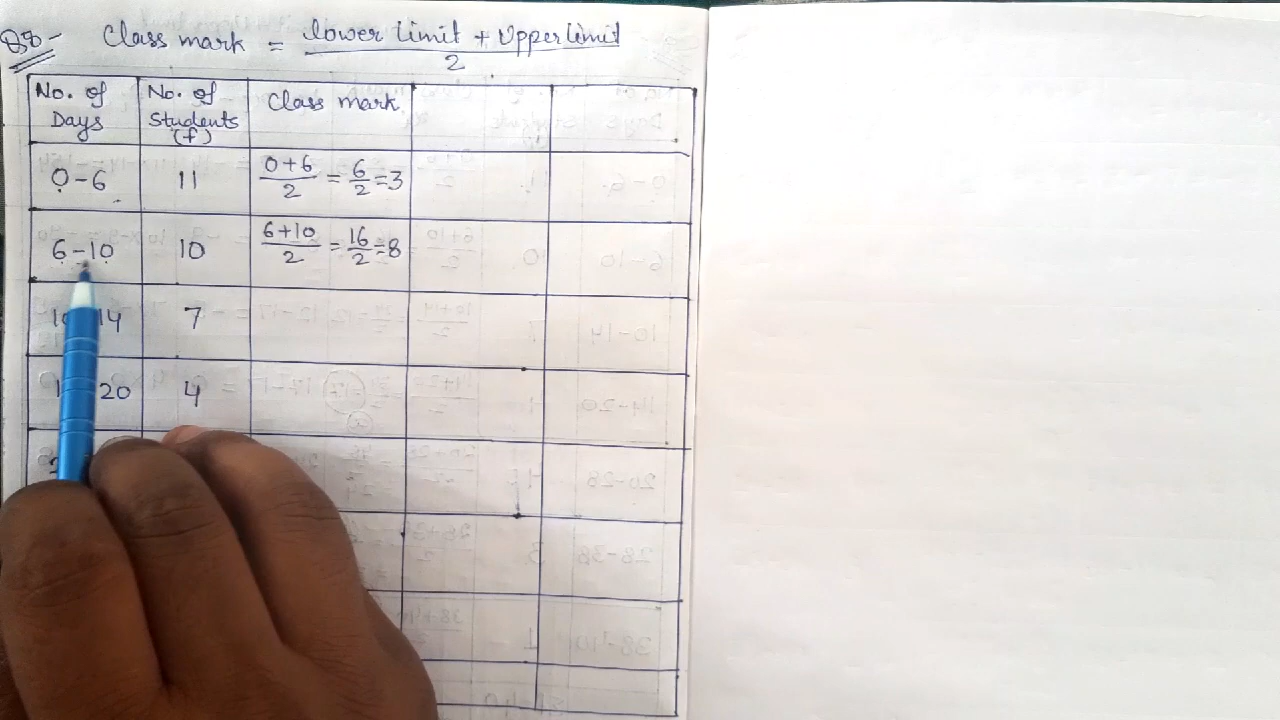 Q8- Class mark = lower limit + Upper limit / 2
No. of Days No. of Students (f) Class mark
0-6 11 0+6/2 = 6/2 = 3
6-10 10 6+10/2 = 16/2 = 8
14 7
20 4